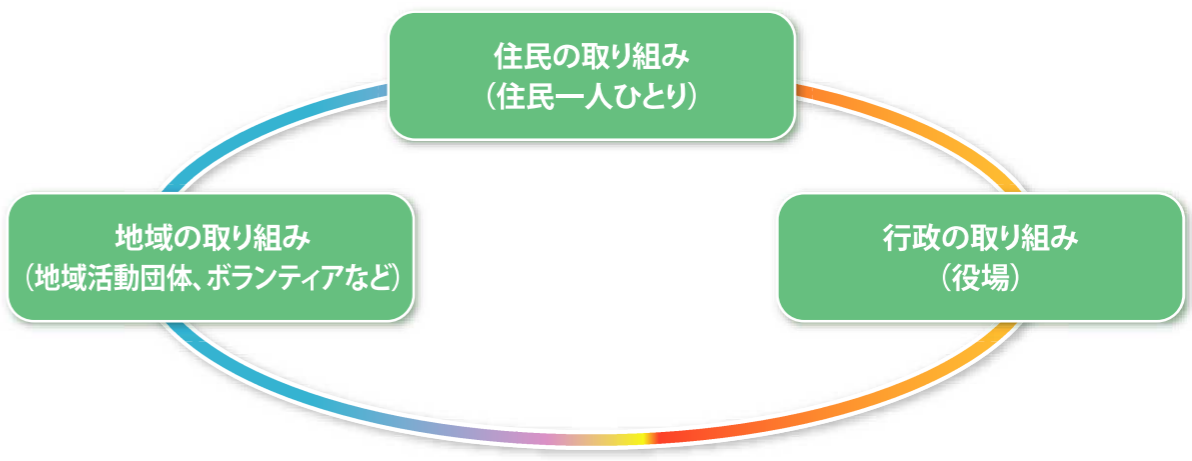 住民の取り組み
（住民一人ひとり）
地域の取り組み
（地域活動団体、ボランティアなど）
行政の取り組み
（役場）